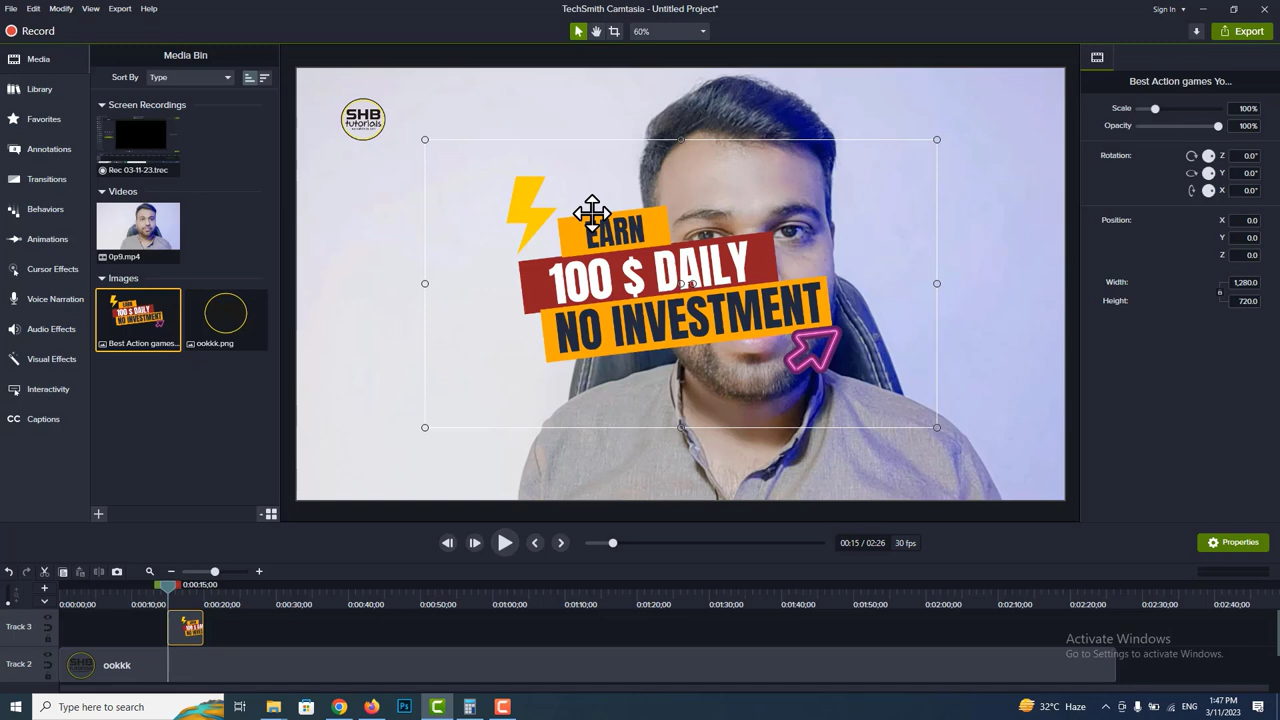 File Edit Modify View Export Help
TechSmith Camtasia - Untitled Project*
Sign In
Record
60%
Export
Media
Library
Favorites
Annotations
Transitions
Behaviors
Animations
Cursor Effects
Voice Narration
Audio Effects
Visual Effects
Interactivity
CC Captions
Media Bin
Sort By Type
Screen Recordings
Rec 03-11-23.trec
Videos
0p9.mp4
Images
Best Action games...
ookkk.png
SHB
tutorials
EARN
100 $ DAILY
NO INVESTMENT
Best Action games Yo...
Scale 100%
Opacity 100%
Rotation: Z 0.0°
Y 0.0°
X 0.0°
Position: X 0.0
Y 0.0
Z 0.0
Width: 1,280.0
Height: 720.0
00:15 / 02:26 30 fps
Properties
0:00:15;00
0:00:00;00 0:00:10;00 0:00:20;00 0:00:30;00 0:00:40;00 0:00:50;00 0:01:00;00 0:01:10;00 0:01:20;00 0:01:30;00 0:01:40;00 0:01:50;00 0:02:00;00 0:02:10;00 0:02:20;00 0:02:30;00 0:02:40;00
Track 3
Track 2
SHB
ookkk
Activate Windows
Go to Settings to activate Windows.
Type here to search
32°C Haze
ENG
1:47 PM
3/11/2023